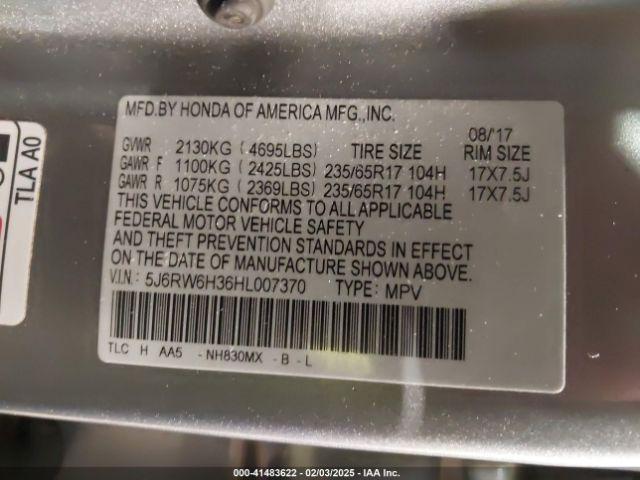 MFD.BY HONDA OF AMERICA MFG.,INC.
08/'17
GVWR 2130KG ( 4695LBS) TIRE SIZE RIM SIZE
GAWR F 1100KG ( 2425LBS) 235/65R17 104H 17X7.5J
GAWR R 1075KG ( 2369LBS) 235/65R17 104H 17X7.5J
THIS VEHICLE CONFORMS TO ALL APPLICABLE
FEDERAL MOTOR VEHICLE SAFETY
AND THEFT PREVENTION STANDARDS IN EFFECT
ON THE DATE OF MANUFACTURE SHOWN ABOVE.
V.I.N.: 5J6RW6H36HL007370 TYPE: MPV
TLC H AA5 - NH830MX - B - L
TLA A0
000-41483622 - 02/03/2025 - IAA Inc.